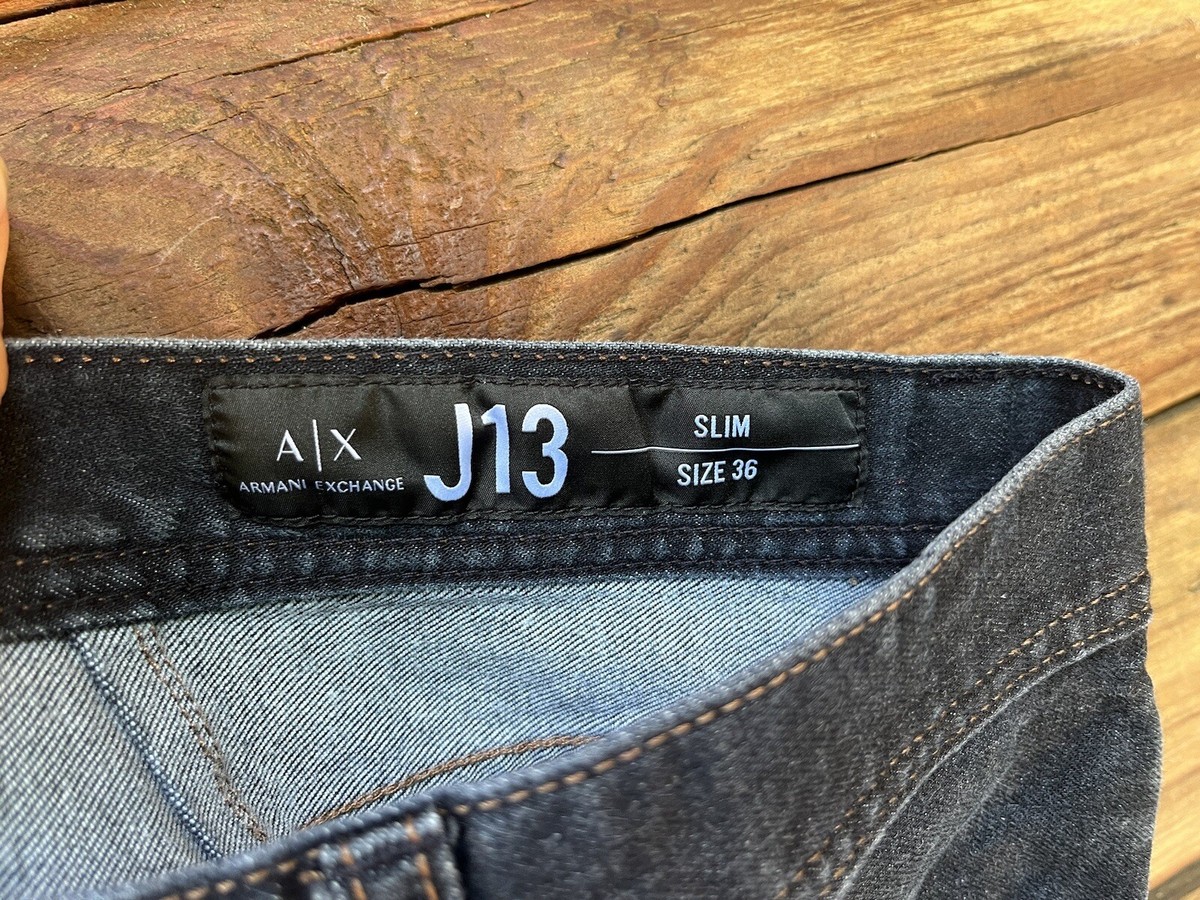 A|X
ARMANI EXCHANGE
J13
SLIM
SIZE 36